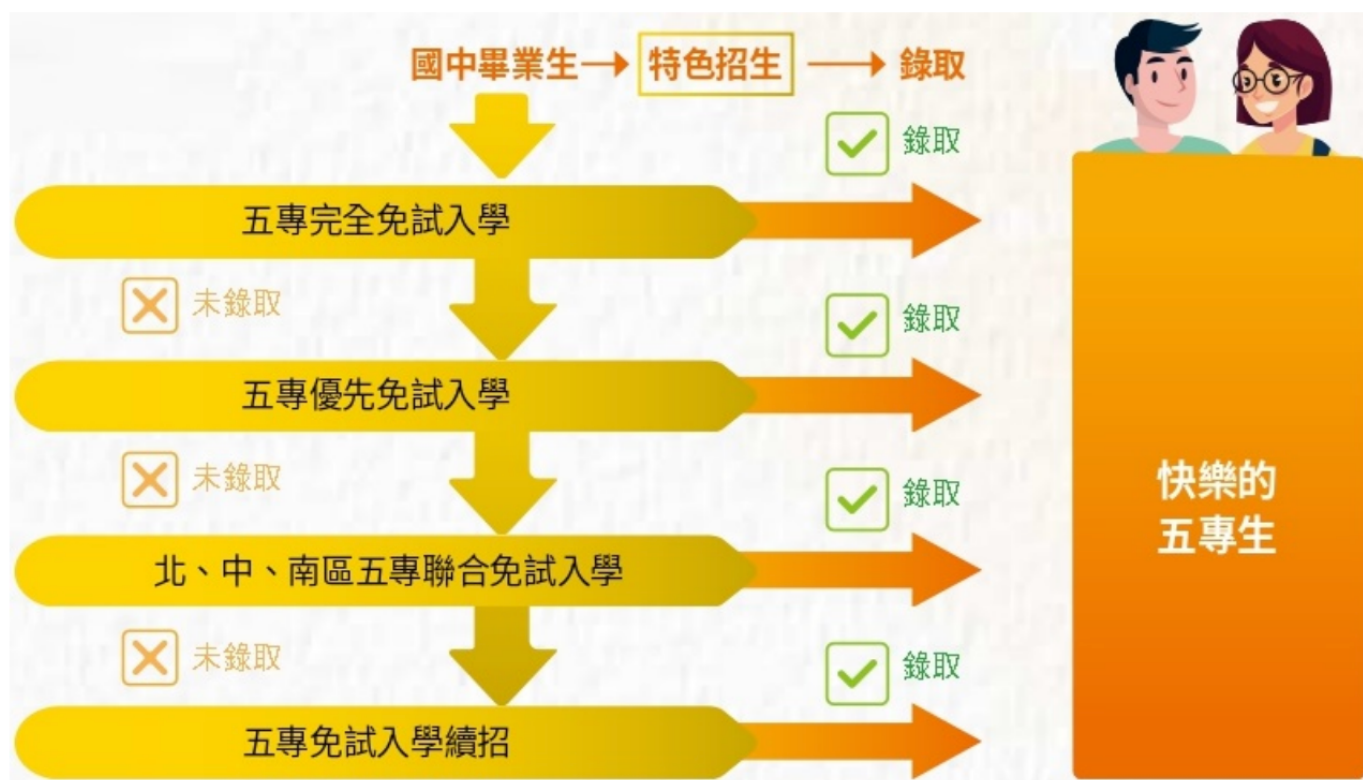 國中畢業生→ 特色招生 → 錄取
錄取
五專完全免試入學
未錄取
錄取
五專優先免試入學
未錄取
錄取
北、中、南區五專聯合免試入學
未錄取
錄取
五專免試入學續招
快樂的
五專生